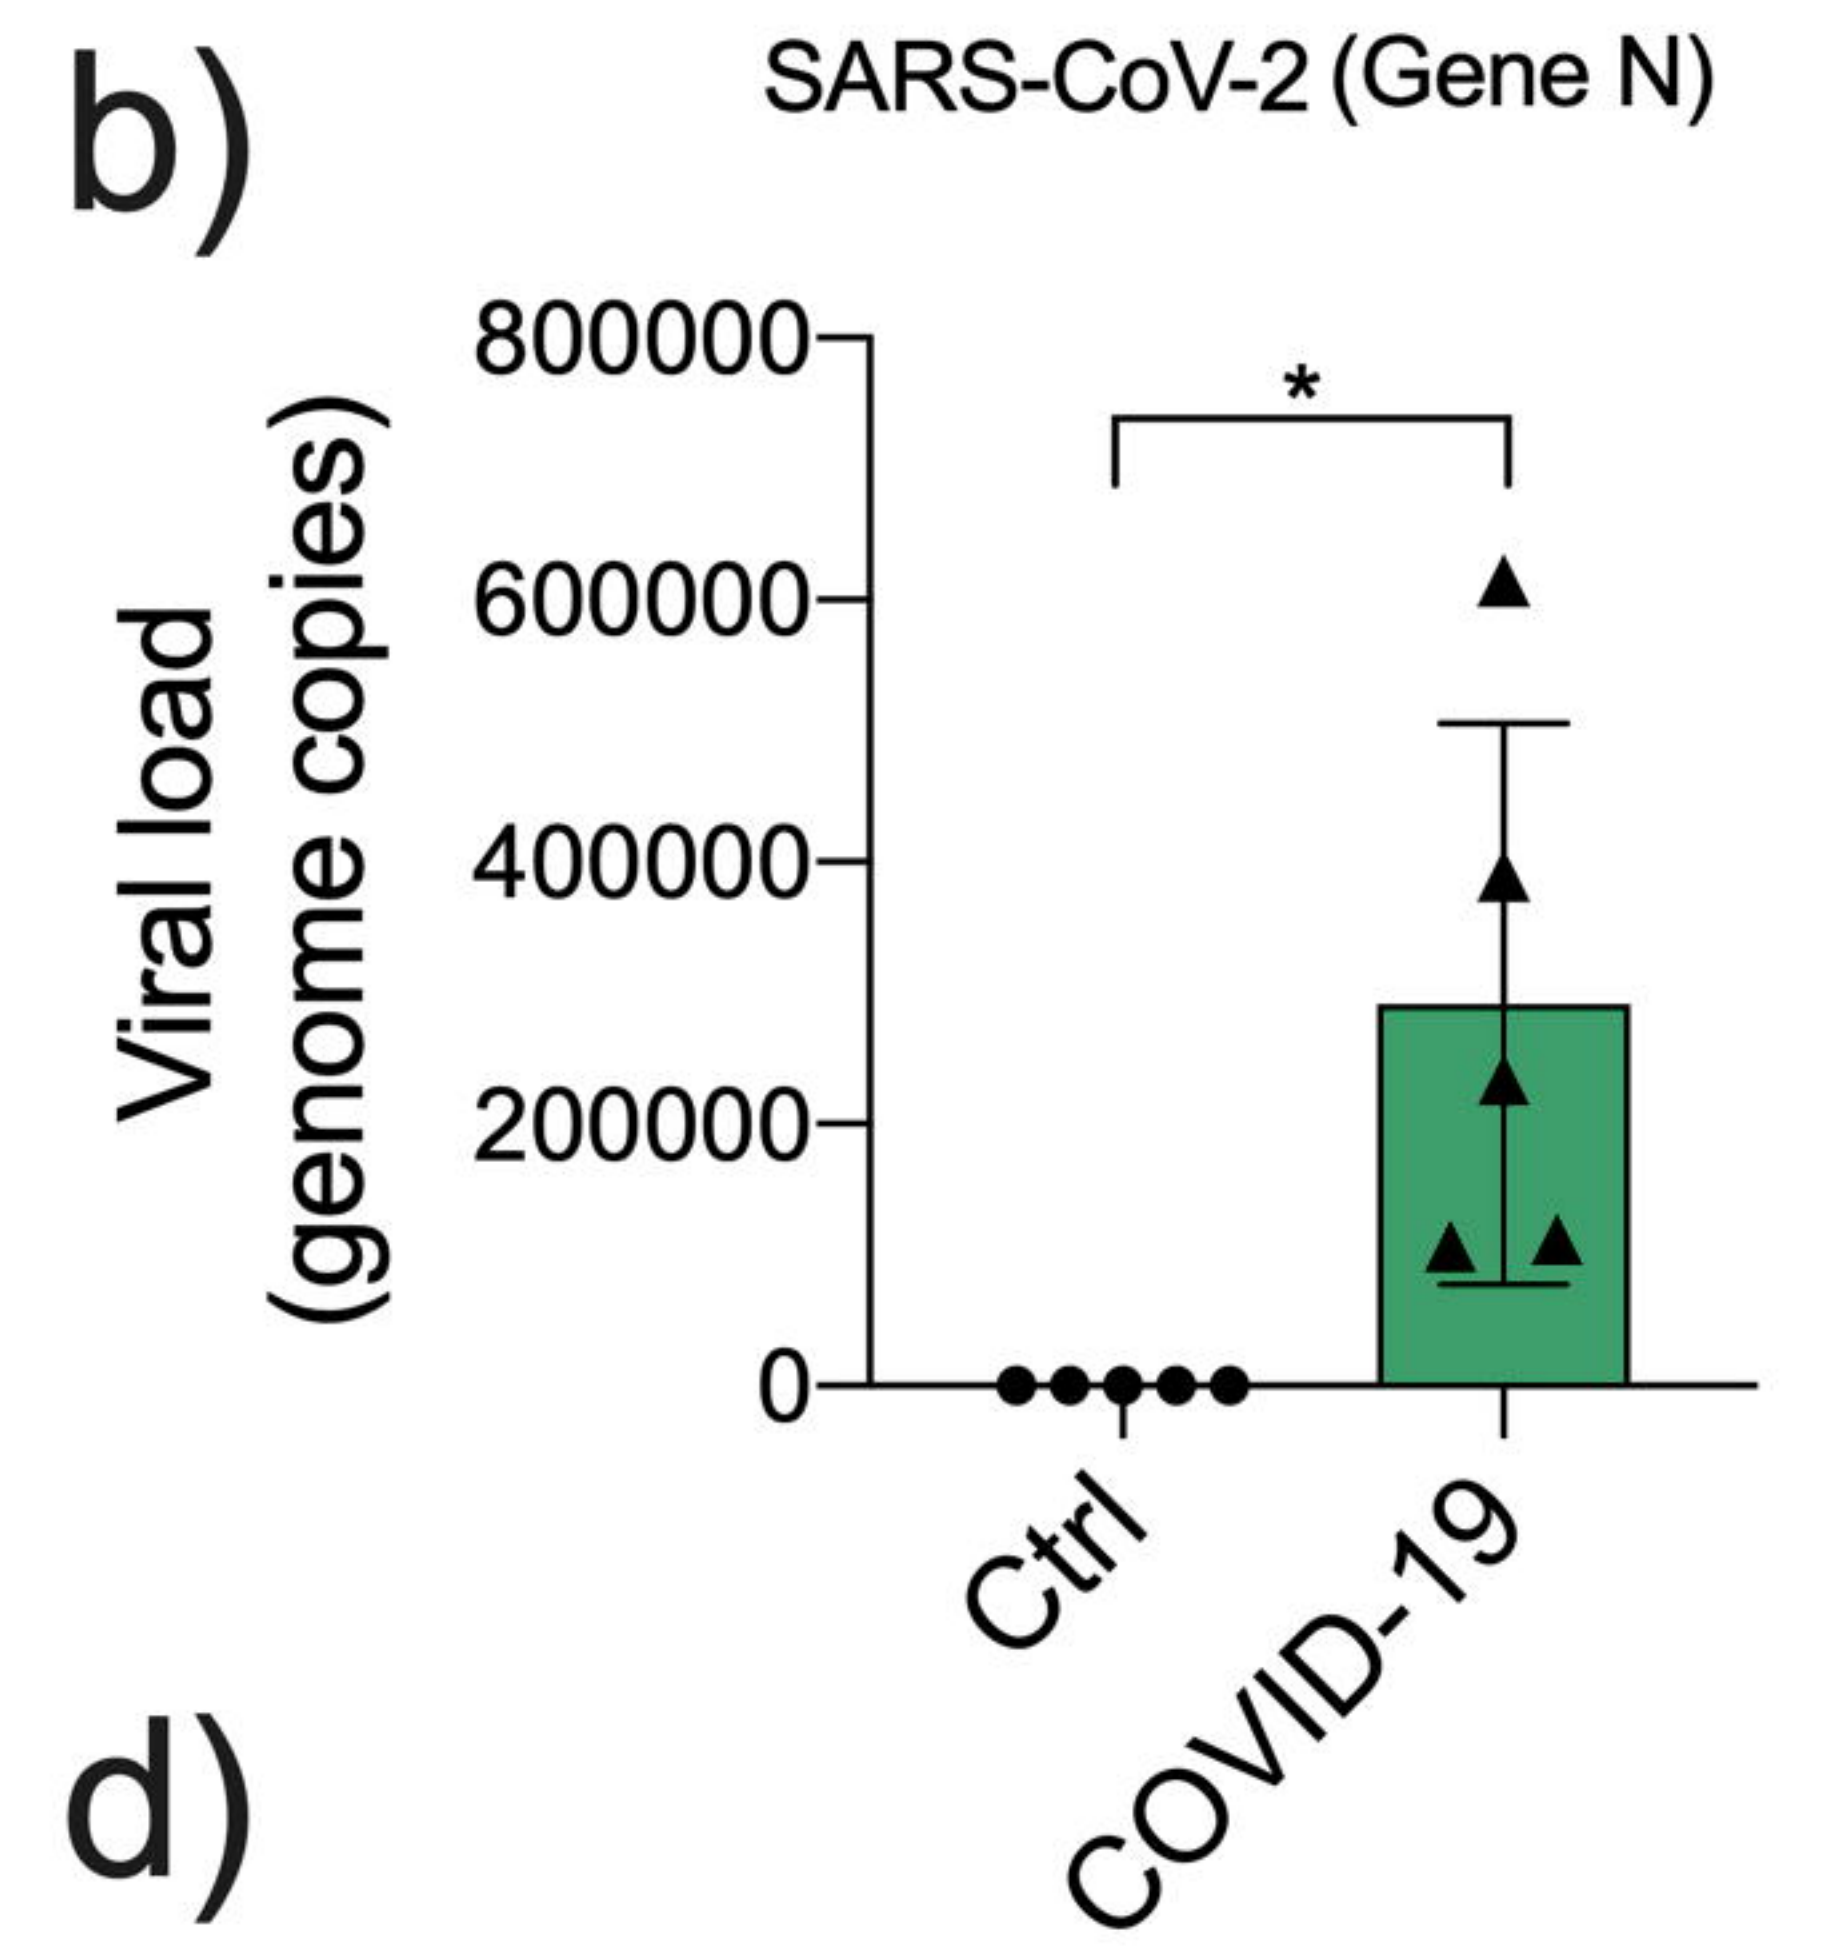 b)
SARS-CoV-2 (Gene N)
Viral load
(genome copies)
800000
600000
400000
200000
0
*
Ctrl
COVID-19
d)